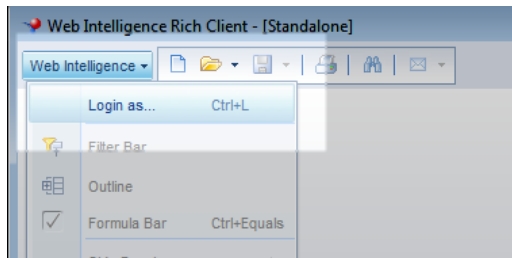 Web Intelligence Rich Client - [Standalone]
Web Intelligence
Login as... Ctrl+L
Filter Bar
Outline
Formula Bar Ctrl+Equals